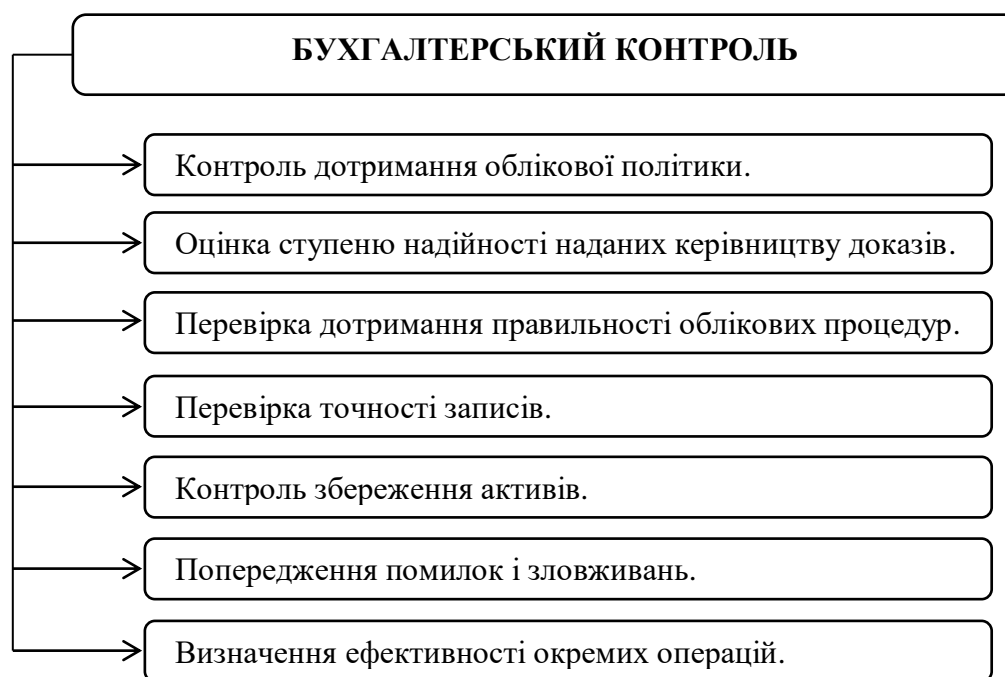 БУХГАЛТЕРСЬКИЙ КОНТРОЛЬ
Контроль дотримання облікової політики.
Оцінка ступеню надійності наданих керівництву доказів.
Перевірка дотримання правильності облікових процедур.
Перевірка точності записів.
Контроль збереження активів.
Попередження помилок і зловживань.
Визначення ефективності окремих операцій.